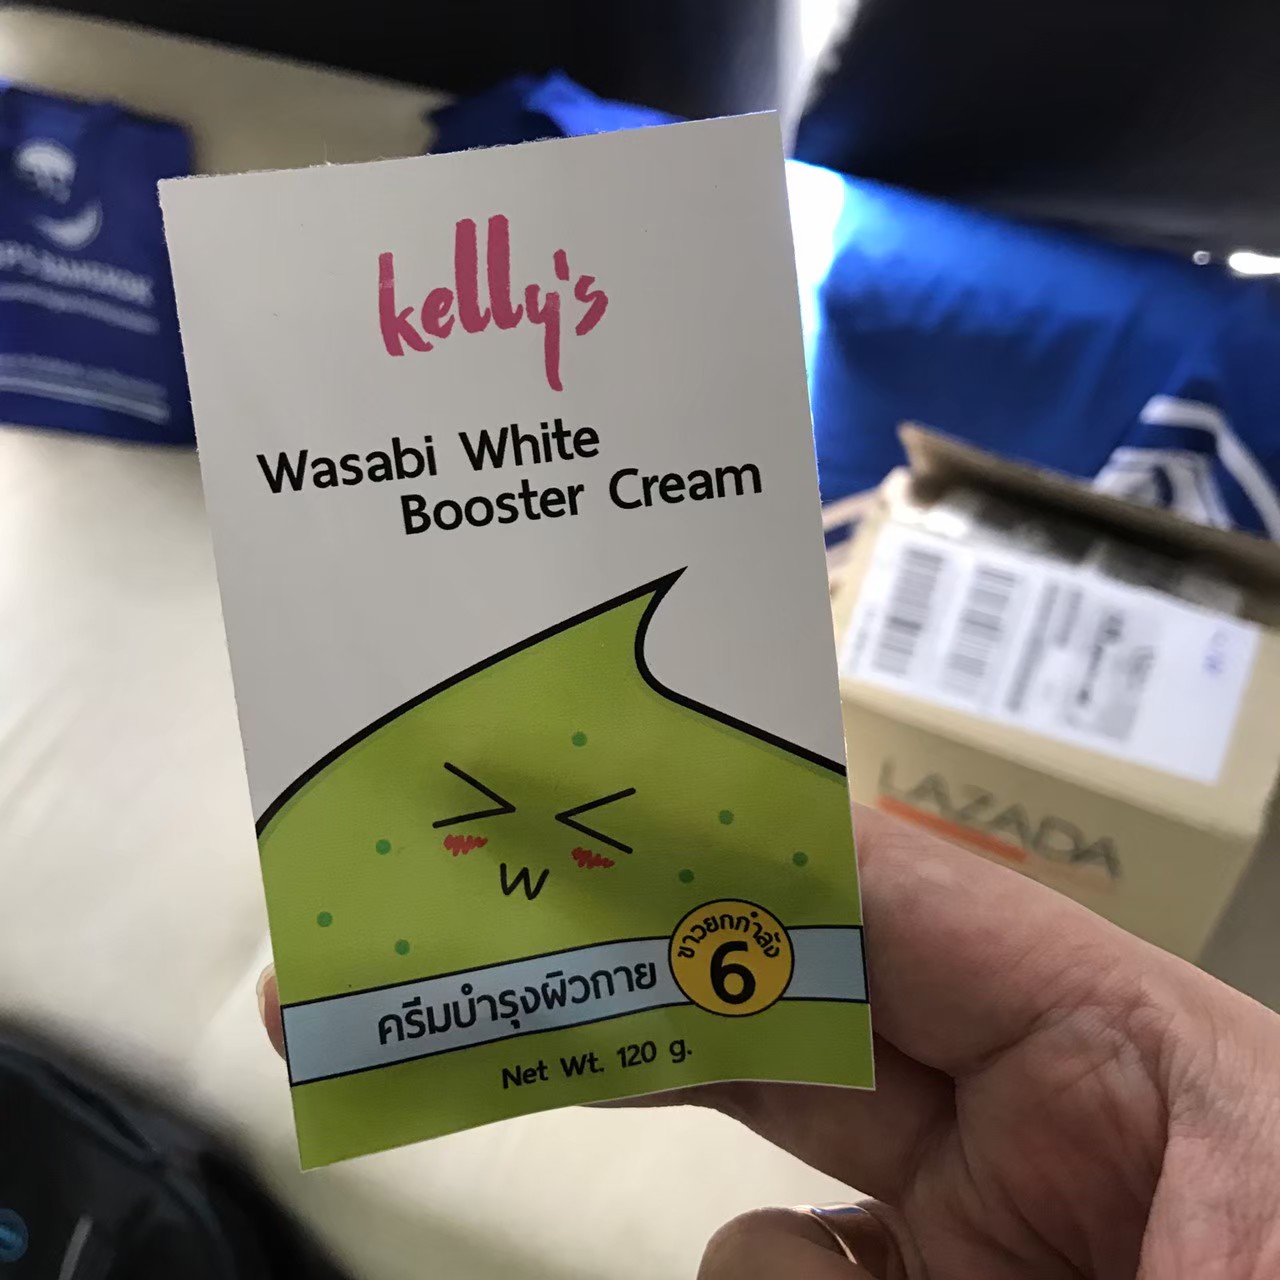 kelly's
Wasabi White
Booster Cream
ขาวยกกำลัง
6
ครีมบำรุงผิวกาย
Net Wt. 120 g.
LAZADA